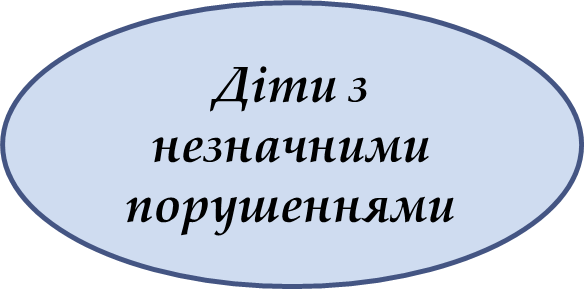 Діти з
незначними
порушеннями